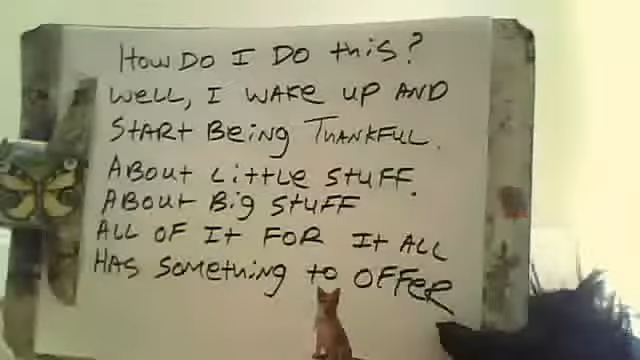 How Do I Do this?
Well, I wake up AND
Start Being Thankful.
About Little stuff.
About Big stuff
All of It For It All
Has something to offer